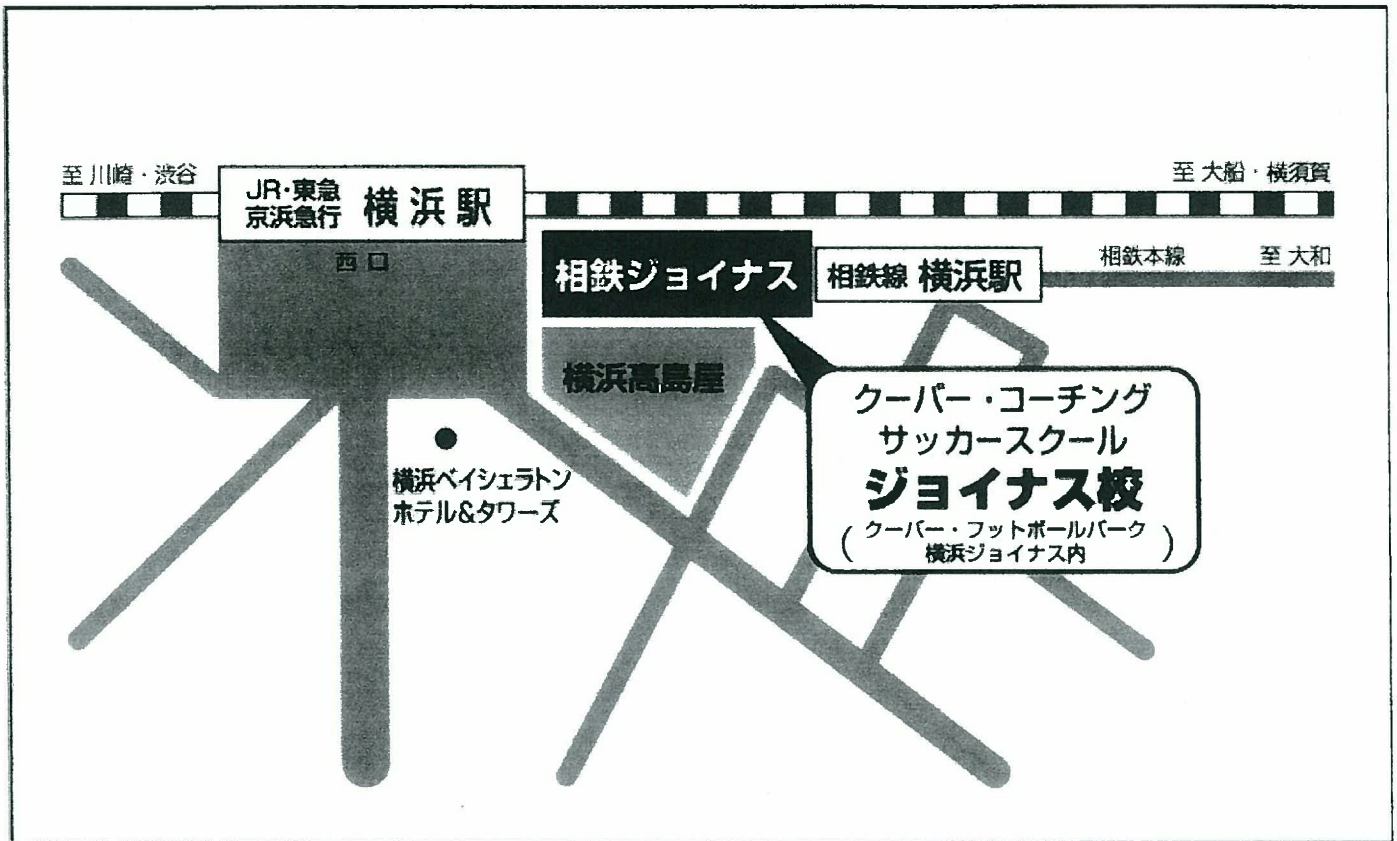 至 川崎・渋谷
至 大船・横須賀
JR・東急
京浜急行
横浜駅
西口
相鉄ジョイナス
相鉄線 横浜駅
相鉄本線
至 大和
横浜高島屋
クーバー・コーチング
サッカースクール
ジョイナス校
(クーバー・フットボールパーク
横浜ジョイナス内)
横浜ベイシェラトン
ホテル&タワーズ